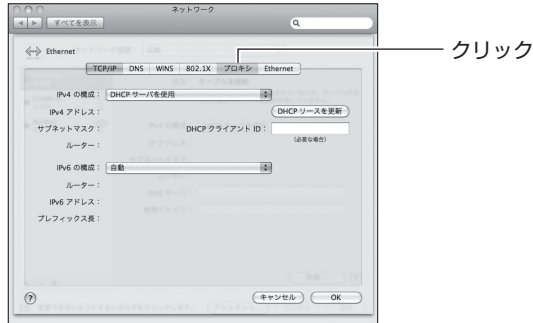 ネットワーク
すべてを表示
Ethernet
TCP/IP DNS WINS 802.1X プロキシ Ethernet
クリック
IPv4 の構成： DHCP サーバを使用
IPv4 アドレス： DHCP リースを更新
サブネットマスク： DHCP クライアント ID：
ルーター： （必要な場合）
IPv6 の構成： 自動
ルーター：
IPv6 アドレス：
プレフィックス長：
? キャンセル OK